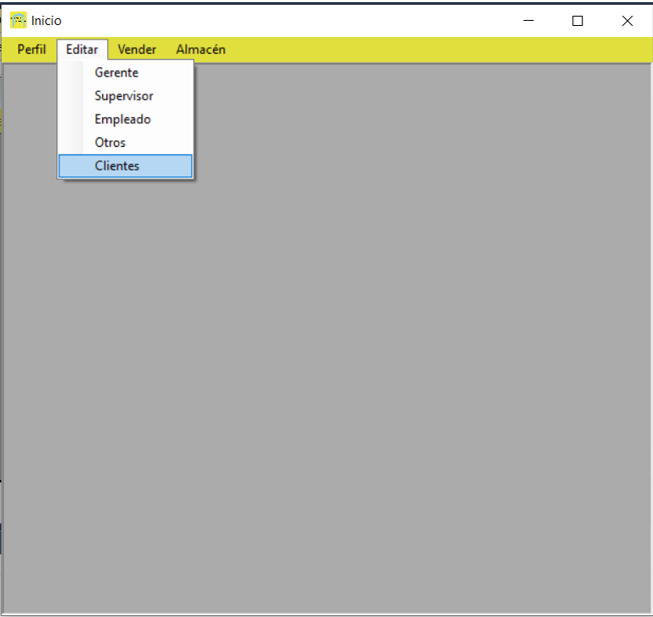 Inicio
Perfil Editar Vender Almacén
Gerente
Supervisor
Empleado
Otros
Clientes